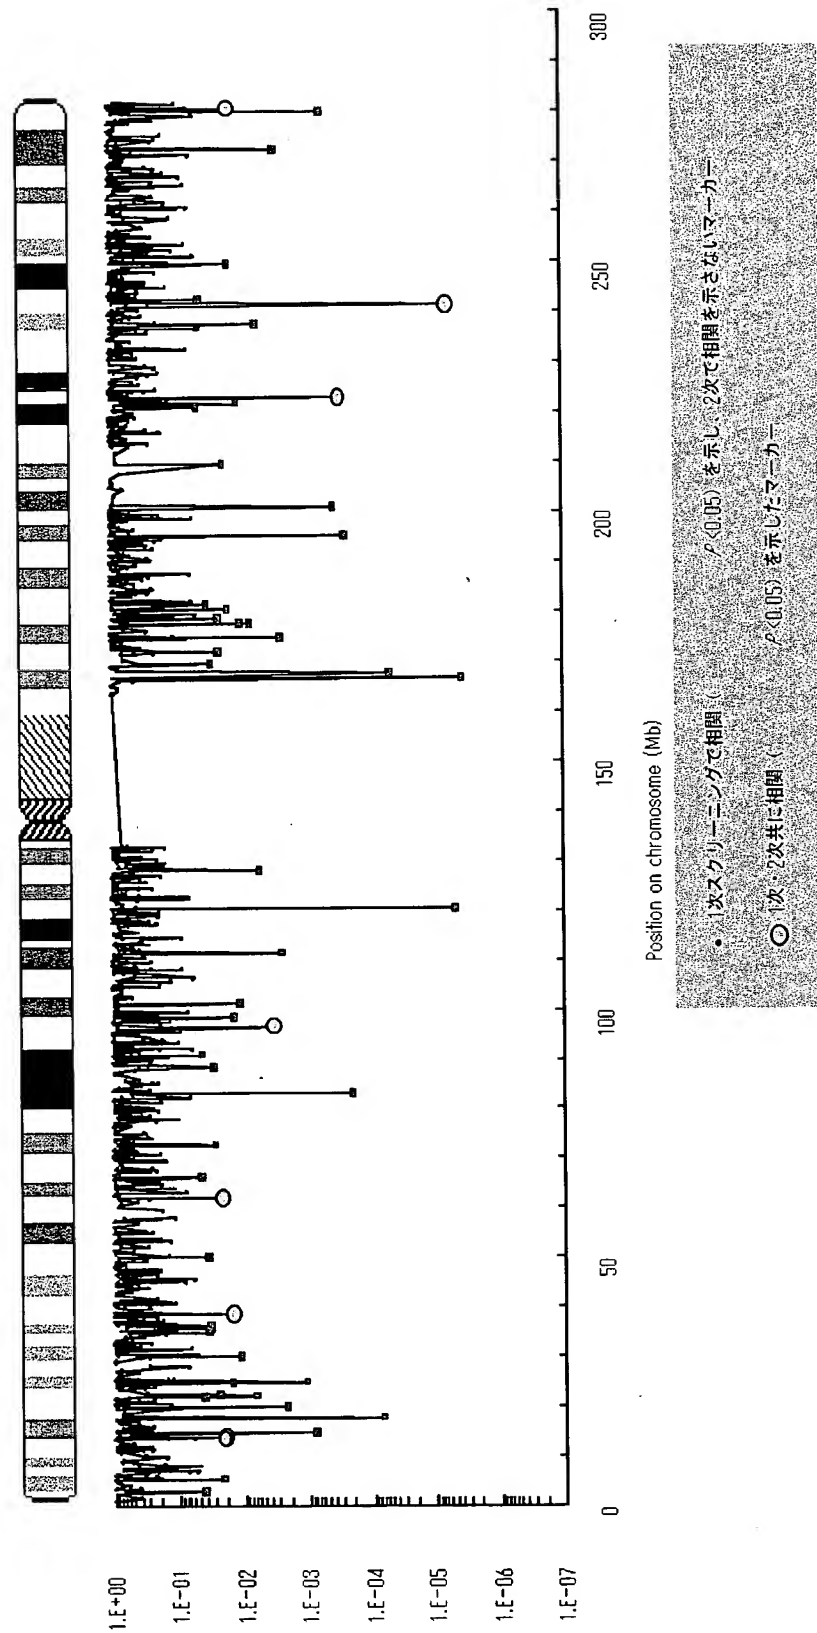 1.E+00
1.E-01
1.E-02
1.E-03
1.E-04
1.E-05
1.E-06
1.E-07
0
50
100
150
200
250
300
Position on chromosome (Mb)
• 1次スクリーニングで相関 ( P<0.05) を示し、2次で相関を示さないマーカー
○ 1次・2次共に相関 ( P<0.05) を示したマーカー